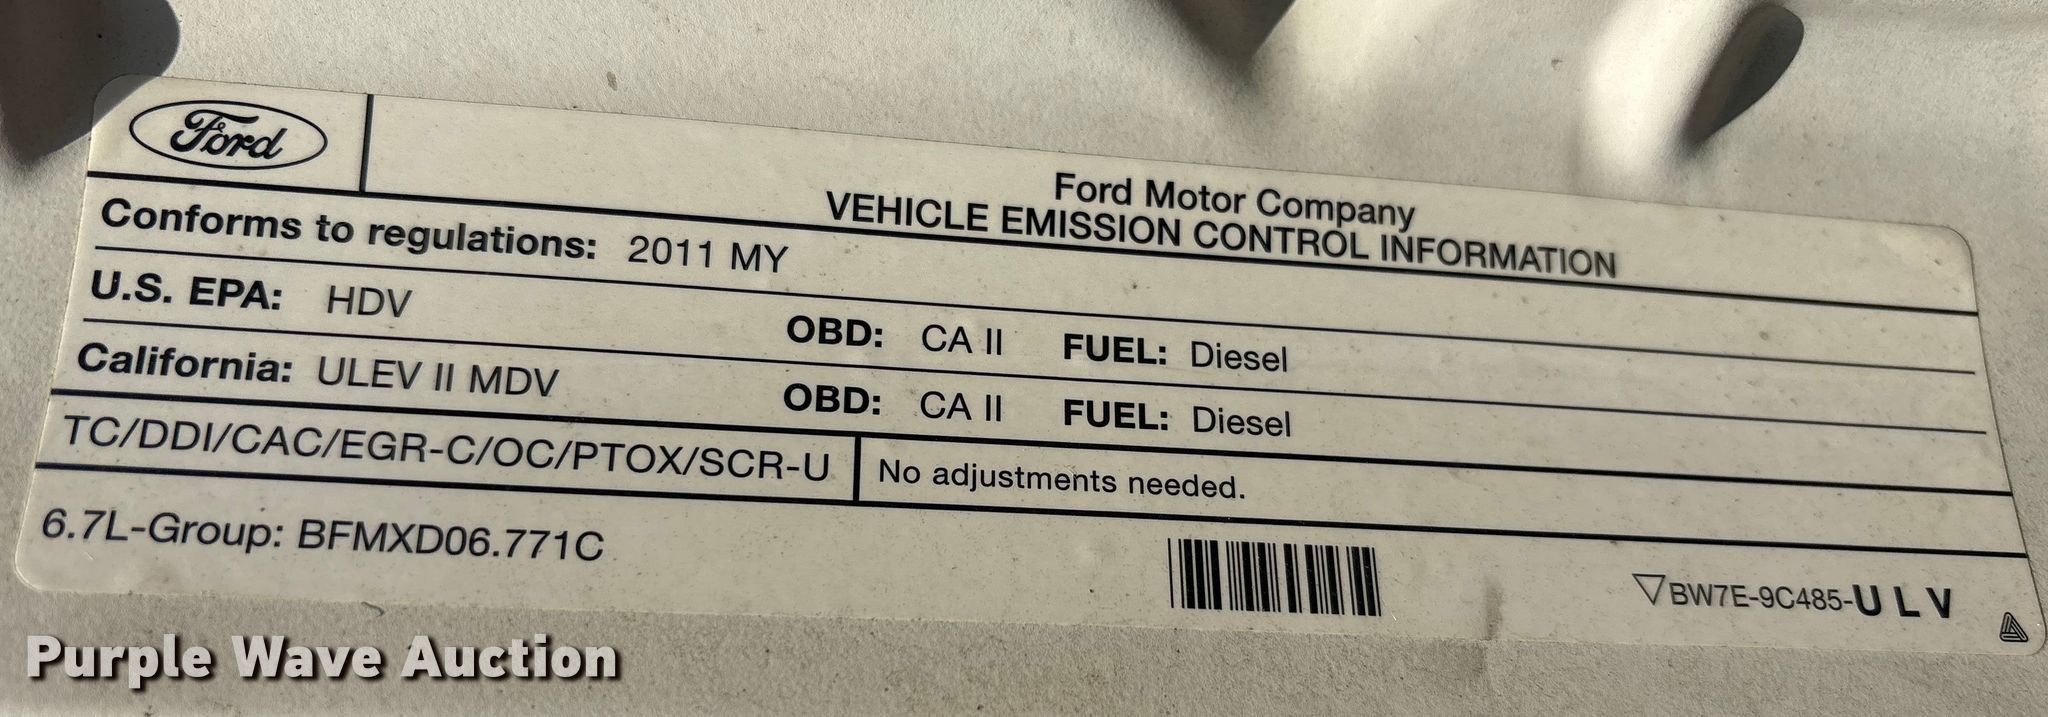 Ford
Ford Motor Company
VEHICLE EMISSION CONTROL INFORMATION
Conforms to regulations: 2011 MY
U.S. EPA: HDV OBD: CA II FUEL: Diesel
California: ULEV II MDV OBD: CA II FUEL: Diesel
TC/DDI/CAC/EGR-C/OC/PTOX/SCR-U No adjustments needed.
6.7L-Group: BFMXD06.771C
BW7E-9C485-ULV
Purple Wave Auction